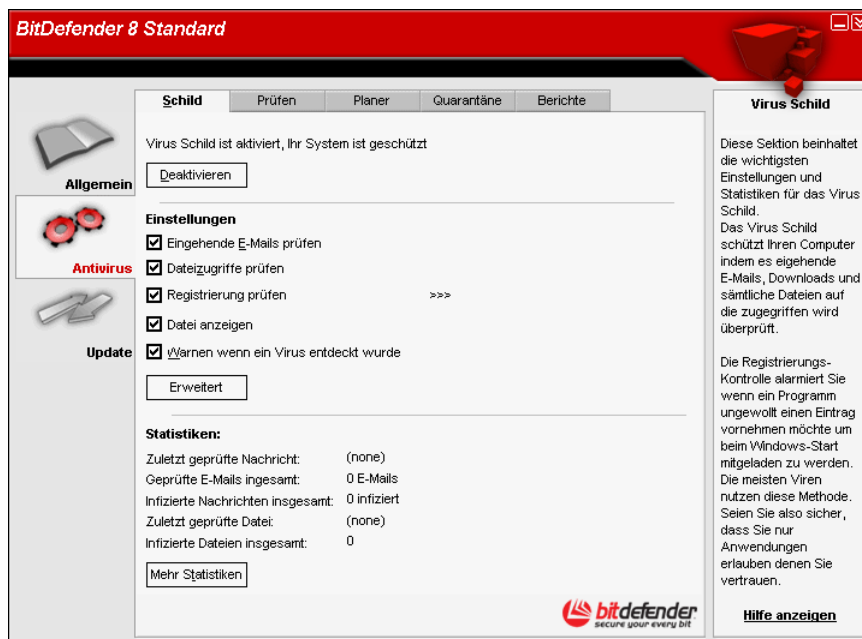 BitDefender 8 Standard
Schild
Prüfen
Planer
Quarantäne
Berichte
Allgemein
Antivirus
Update
Virus Schild ist aktiviert, Ihr System ist geschützt
Deaktivieren
Einstellungen
Eingehende E-Mails prüfen
Dateizugriffe prüfen
Registrierung prüfen >>>
Datei anzeigen
Warnen wenn ein Virus entdeckt wurde
Erweitert
Statistiken:
Zuletzt geprüfte Nachricht: (none)
Geprüfte E-Mails ingesamt: 0 E-Mails
Infizierte Nachrichten insgesamt: 0 infiziert
Zuletzt geprüfte Datei: (none)
Infizierte Dateien insgesamt: 0
Mehr Statistiken
bitdefender
secure your every bit
Virus Schild
Diese Sektion beinhaltet
die wichtigsten
Einstellungen und
Statistiken für das Virus
Schild.
Das Virus Schild
schützt Ihren Computer
indem es eigehende
E-Mails, Downloads und
sämtliche Dateien auf
die zugegriffen wird
überprüft.
Die Registrierungs-
Kontrolle alarmiert Sie
wenn ein Programm
ungewollt einen Eintrag
vornehmen möchte um
beim Windows-Start
mitgeladen zu werden.
Die meisten Viren
nutzen diese Methode.
Seien Sie also sicher,
dass Sie nur
Anwendungen
erlauben denen Sie
vertrauen.
Hilfe anzeigen